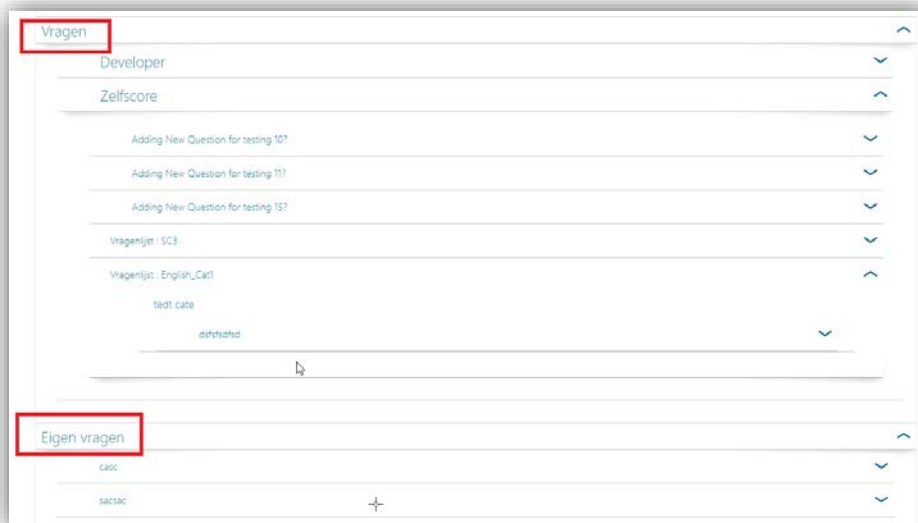 Vragen
Developer
Zelfscore
Adding New Question for testing 10?
Adding New Question for testing 11?
Adding New Question for testing 15?
Vragenlijst : SC3
Vragenlijst : English_Cat1
tedt cate
dsfsfsdfsd
Eigen vragen
casc
sacsac